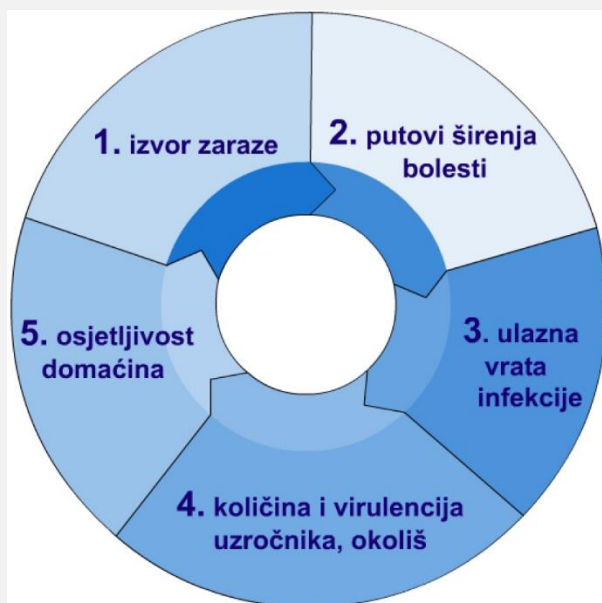 1. izvor zaraze
2. putovi širenja
bolesti
3. ulazna
vrata
infekcije
4. količina i virulencija
uzročnika, okoliš
5. osjetljivost
domaćina